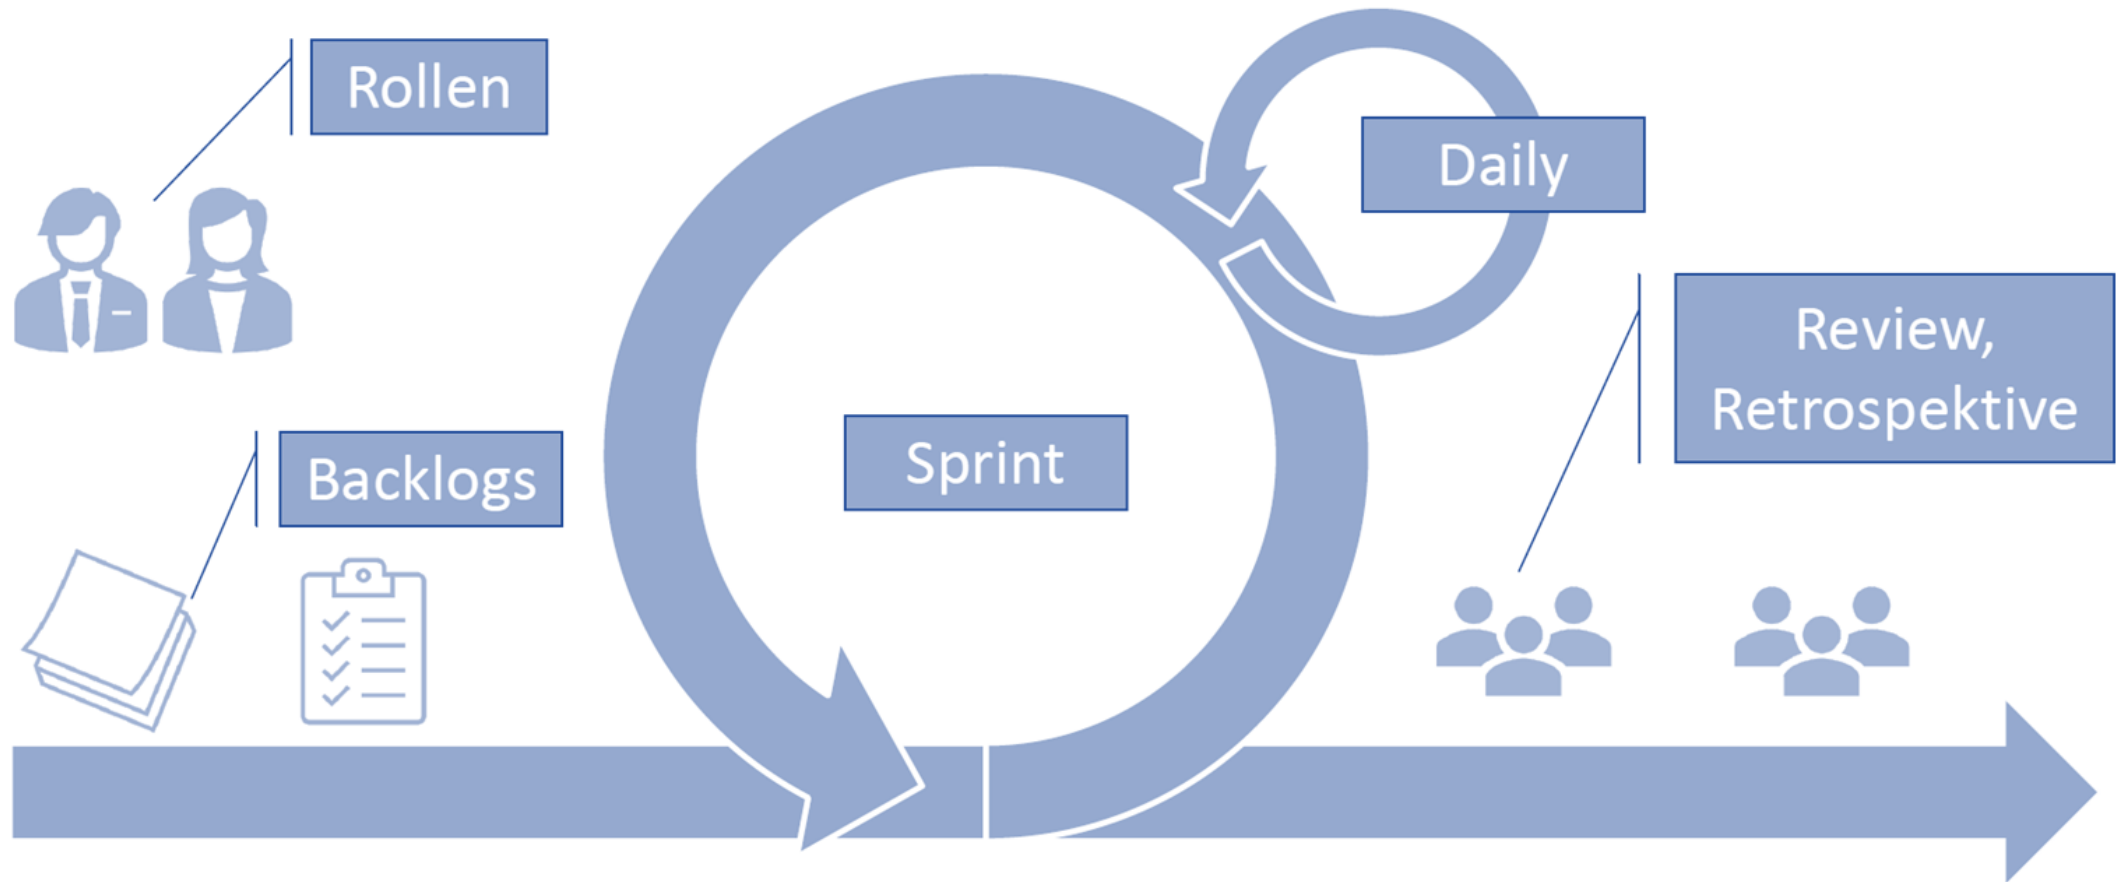 Rollen
Daily
Review,
Retrospektive
Backlogs
Sprint